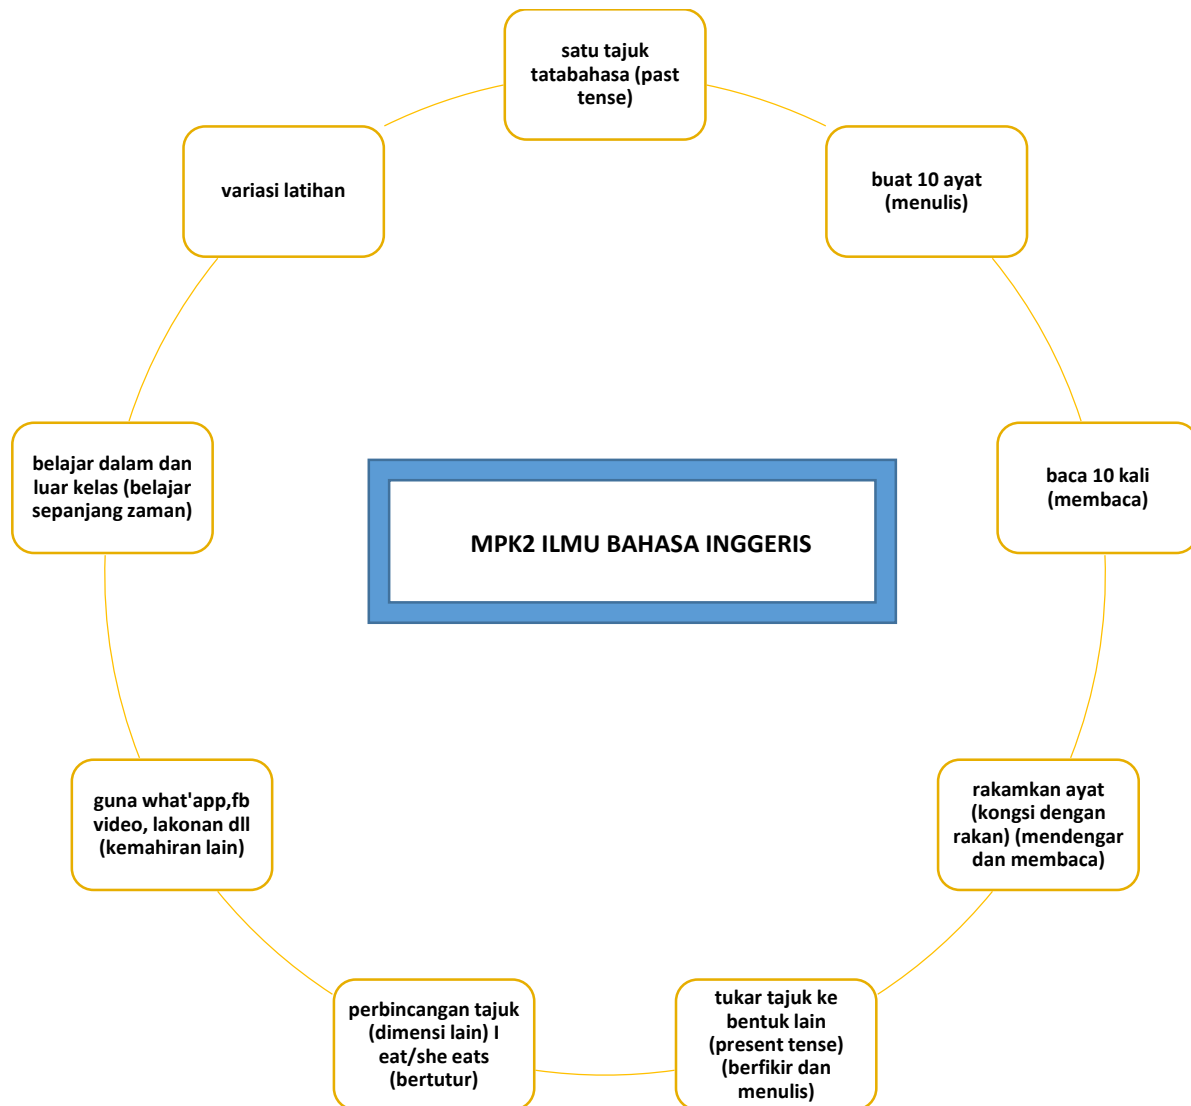 satu tajuk
tatabahasa (past
tense)
buat 10 ayat
(menulis)
baca 10 kali
(membaca)
rakamkan ayat
(kongsi dengan
rakan) (mendengar
dan membaca)
tukar tajuk ke
bentuk lain
(present tense)
(berfikir dan
menulis)
perbincangan tajuk
(dimensi lain) I
eat/she eats
(bertutur)
guna what'app,fb
video, lakonan dll
(kemahiran lain)
belajar dalam dan
luar kelas (belajar
sepanjang zaman)
variasi latihan
MPK2 ILMU BAHASA INGGERIS